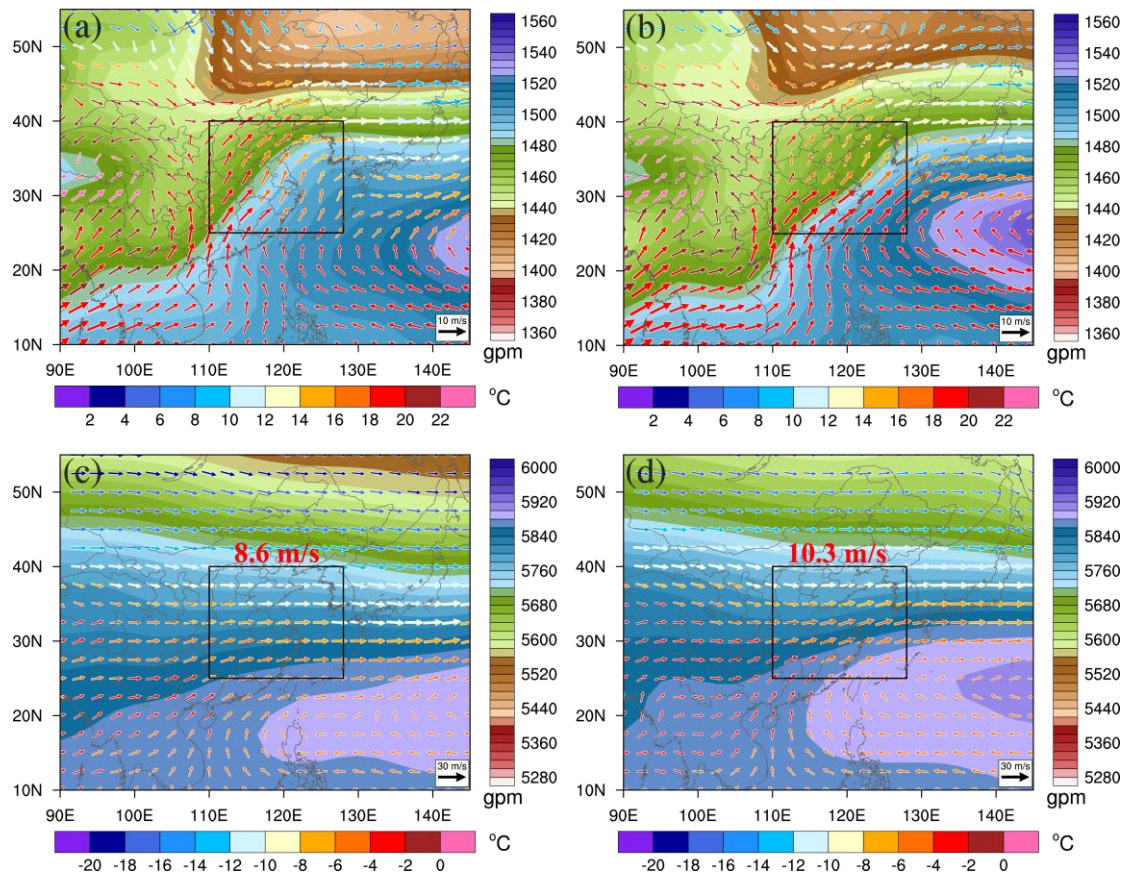 (a)
50N
40N
30N
20N
10N
90E 100E 110E 120E 130E 140E
10 m/s
1560
1540
1520
1500
1480
1460
1440
1420
1400
1380
1360
gpm
2 4 6 8 10 12 14 16 18 20 22
°C
(b)
50N
40N
30N
20N
10N
90E 100E 110E 120E 130E 140E
10 m/s
1560
1540
1520
1500
1480
1460
1440
1420
1400
1380
1360
gpm
2 4 6 8 10 12 14 16 18 20 22
°C
(c)
8.6 m/s
50N
40N
30N
20N
10N
90E 100E 110E 120E 130E 140E
30 m/s
6000
5920
5840
5760
5680
5600
5520
5440
5360
5280
gpm
-20 -18 -16 -14 -12 -10 -8 -6 -4 -2 0
°C
(d)
10.3 m/s
50N
40N
30N
20N
10N
90E 100E 110E 120E 130E 140E
30 m/s
6000
5920
5840
5760
5680
5600
5520
5440
5360
5280
gpm
-20 -18 -16 -14 -12 -10 -8 -6 -4 -2 0
°C